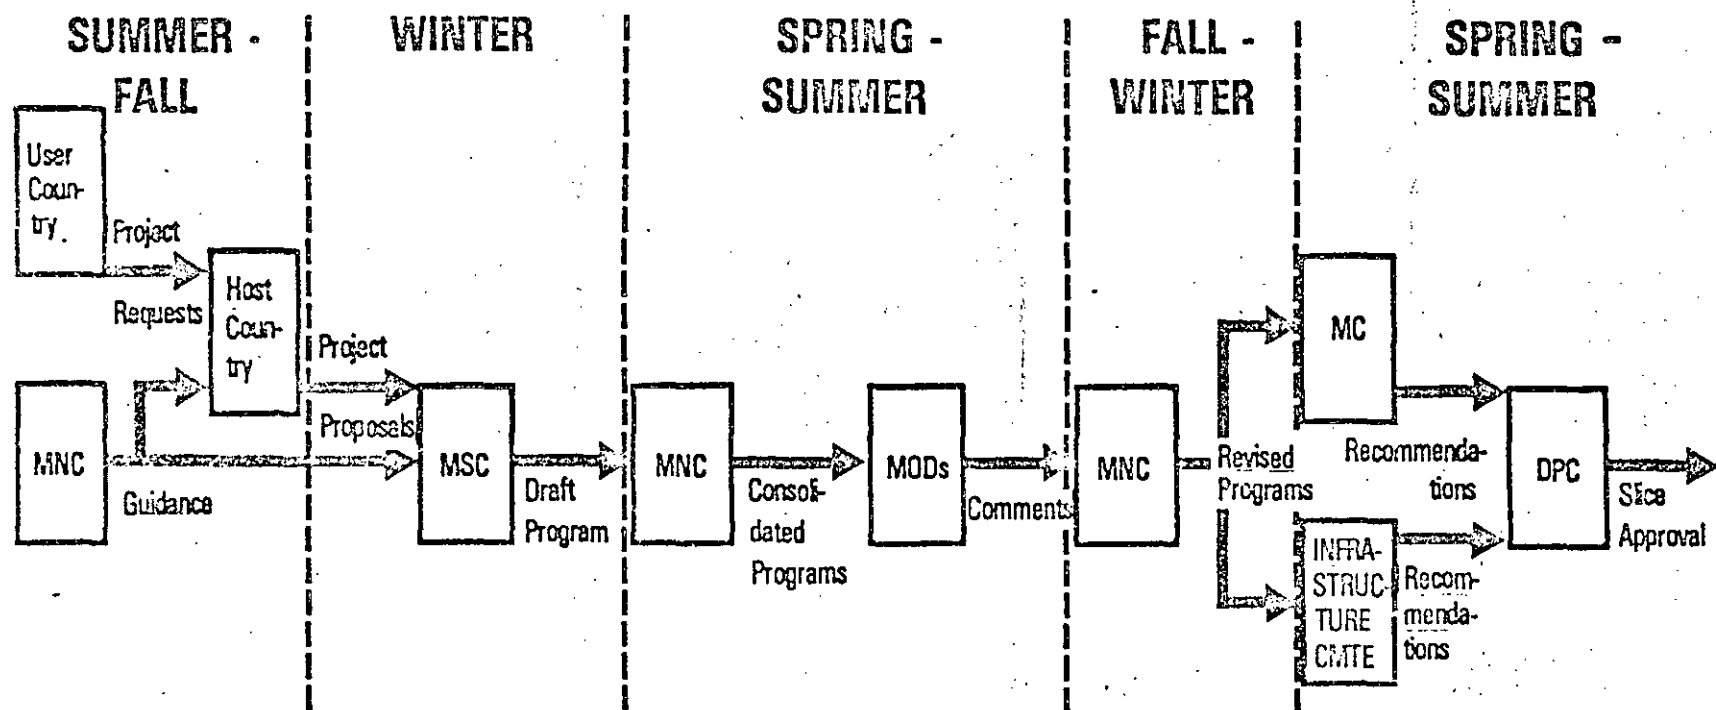 SUMMER -
FALL
WINTER
SPRING -
SUMMER
FALL -
WINTER
SPRING -
SUMMER
User
Coun-
try
Project
Requests
Host
Coun-
try
MNC
Guidance
Project
Proposals
MSC
Draft
Program
MNC
Consoli-
dated
Programs
MODs
Comments
MNC
Revised
Programs
MC
Recommenda-
tions
INFRA-
STRUC-
TURE
CMTE
Recom-
menda-
tions
DPC
Slice
Approval